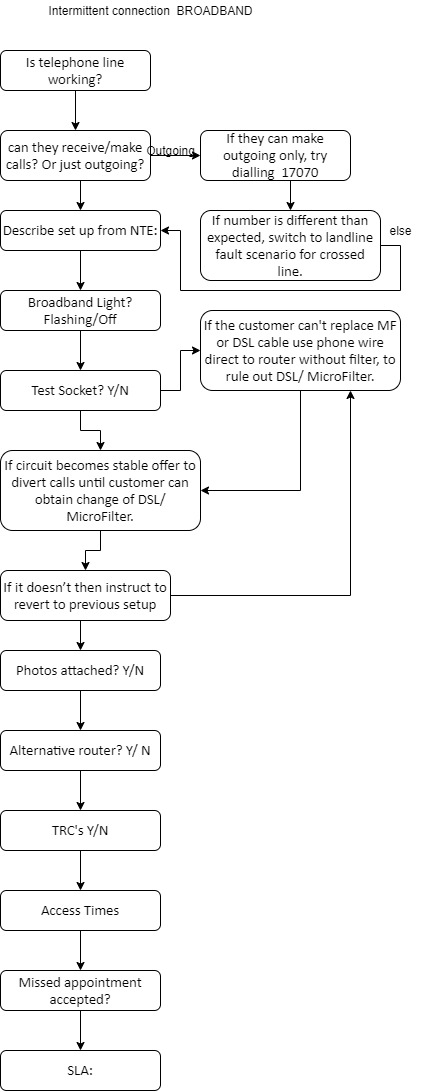 Intermittent connection  BROADBAND
Is telephone line
working?
can they receive/make
calls? Or just outgoing?
Outgoing
If they can make
outgoing only, try
dialling  17070
Describe set up from NTE:
If number is different than
expected, switch to landline
fault scenario for crossed
line.
else
Broadband Light?
Flashing/Off
If the customer can't replace MF
or DSL cable use phone wire
direct to router without filter, to
rule out DSL/ MicroFilter.
Test Socket? Y/N
If circuit becomes stable offer to
divert calls until customer can
obtain change of DSL/
MicroFilter.
If it doesn’t then instruct to
revert to previous setup
Photos attached? Y/N
Alternative router? Y/ N
TRC's Y/N
Access Times
Missed appointment
accepted?
SLA: